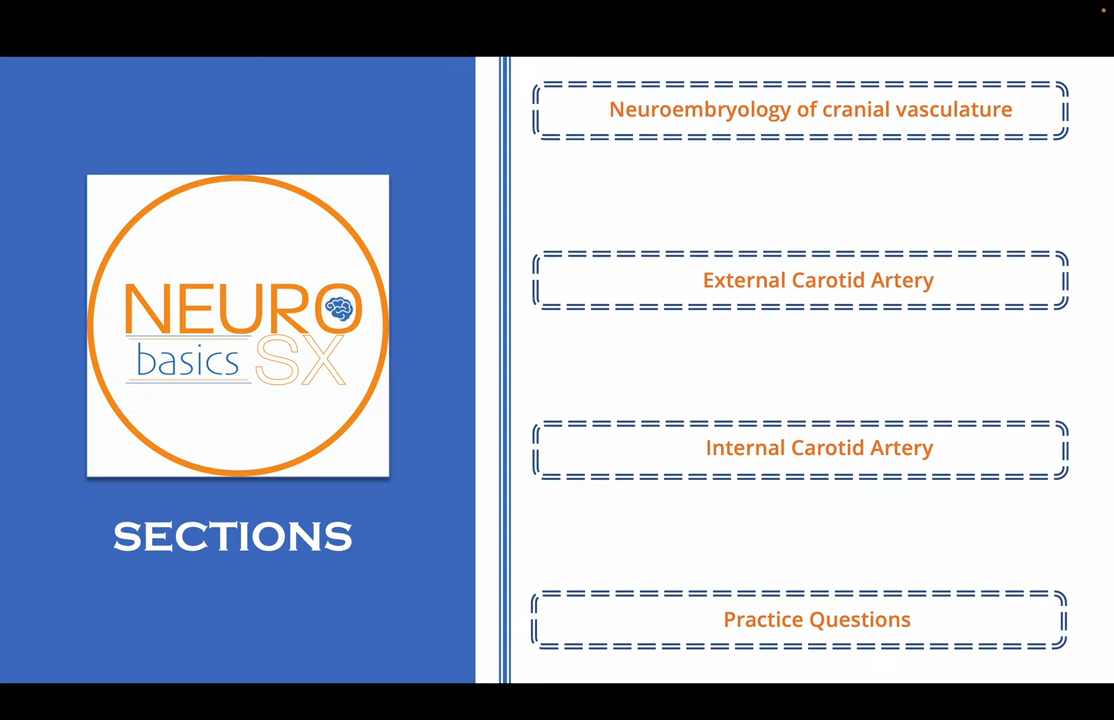 NEURO
basics SX
SECTIONS
Neuroembryology of cranial vasculature
External Carotid Artery
Internal Carotid Artery
Practice Questions